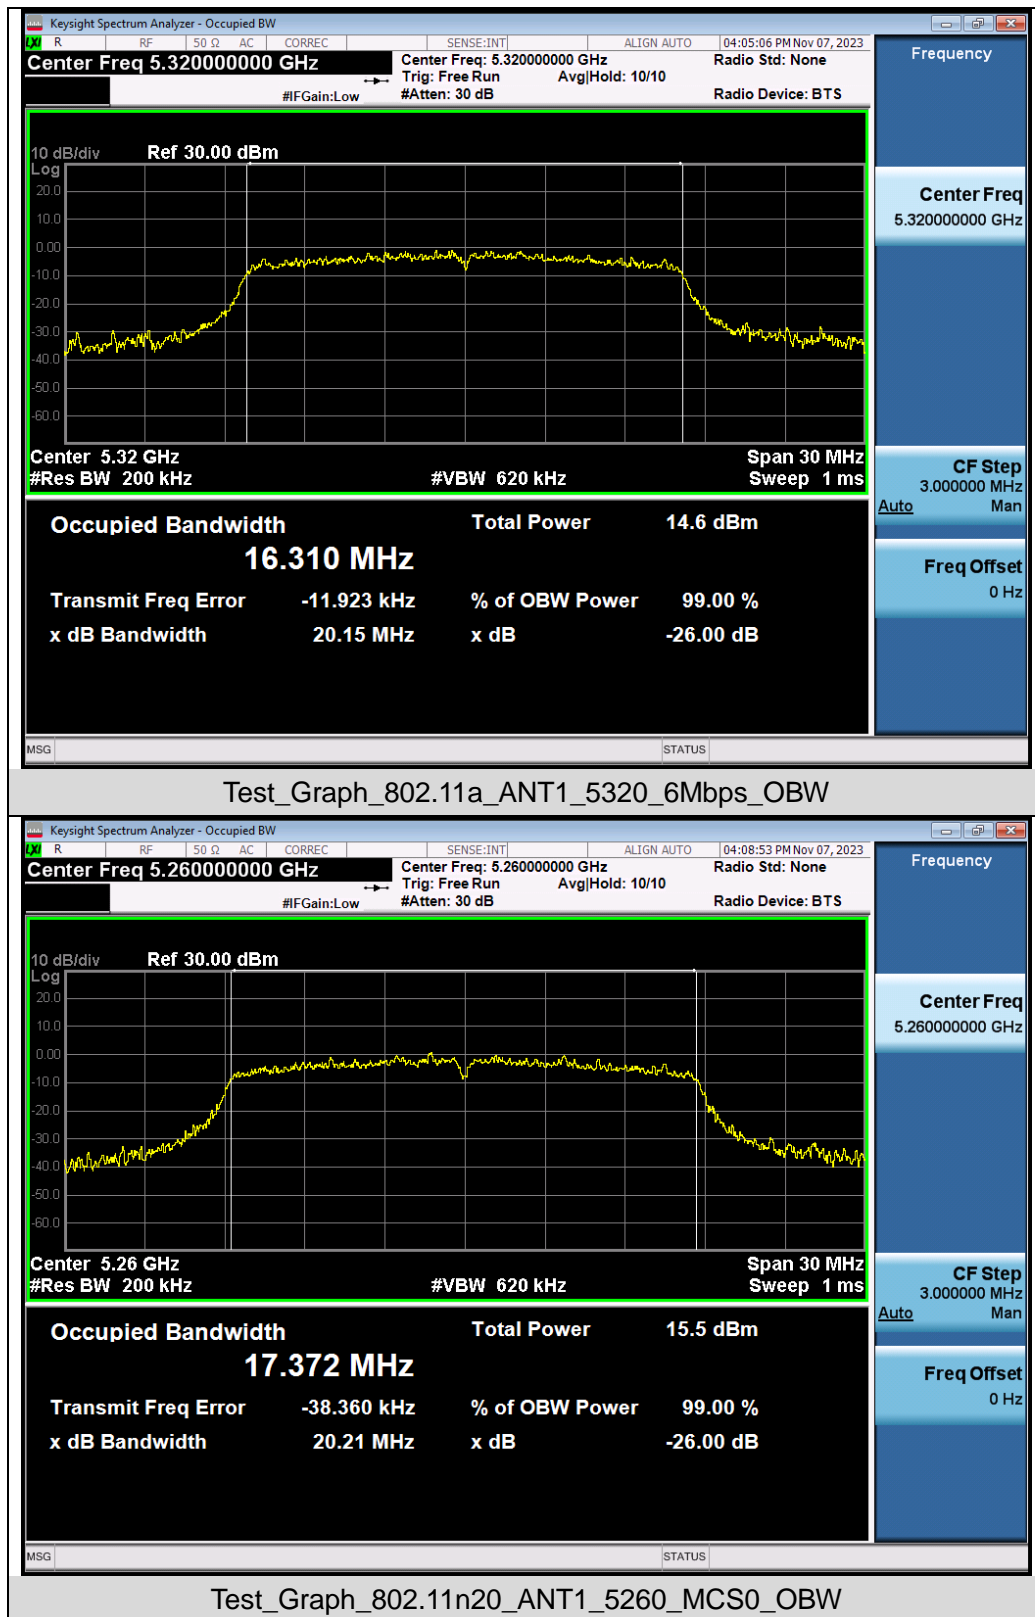 Keysight Spectrum Analyzer - Occupied BW
LXI R RF 50 Ω AC CORREC SENSE:INT ALIGN AUTO 04:05:06 PM Nov 07, 2023
Center Freq 5.320000000 GHz
Center Freq: 5.320000000 GHz
Radio Std: None
Trig: Free Run Avg|Hold: 10/10
#IFGain:Low #Atten: 30 dB Radio Device: BTS
Frequency
10 dB/div Ref 30.00 dBm
Log
20.0
10.0
0.00
-10.0
-20.0
-30.0
-40.0
-50.0
-60.0
Center Freq
5.320000000 GHz
Center 5.32 GHz Span 30 MHz
#Res BW 200 kHz #VBW 620 kHz Sweep 1 ms
CF Step
3.000000 MHz
Auto Man
Freq Offset
0 Hz
Occupied Bandwidth Total Power 14.6 dBm
16.310 MHz
Transmit Freq Error -11.923 kHz % of OBW Power 99.00 %
x dB Bandwidth 20.15 MHz x dB -26.00 dB
MSG STATUS
Test_Graph_802.11a_ANT1_5320_6Mbps_OBW
Keysight Spectrum Analyzer - Occupied BW
LXI R RF 50 Ω AC CORREC SENSE:INT ALIGN AUTO 04:08:53 PM Nov 07, 2023
Center Freq 5.260000000 GHz
Center Freq: 5.260000000 GHz
Radio Std: None
Trig: Free Run Avg|Hold: 10/10
#IFGain:Low #Atten: 30 dB Radio Device: BTS
Frequency
10 dB/div Ref 30.00 dBm
Log
20.0
10.0
0.00
-10.0
-20.0
-30.0
-40.0
-50.0
-60.0
Center Freq
5.260000000 GHz
Center 5.26 GHz Span 30 MHz
#Res BW 200 kHz #VBW 620 kHz Sweep 1 ms
CF Step
3.000000 MHz
Auto Man
Freq Offset
0 Hz
Occupied Bandwidth Total Power 15.5 dBm
17.372 MHz
Transmit Freq Error -38.360 kHz % of OBW Power 99.00 %
x dB Bandwidth 20.21 MHz x dB -26.00 dB
MSG STATUS
Test_Graph_802.11n20_ANT1_5260_MCS0_OBW